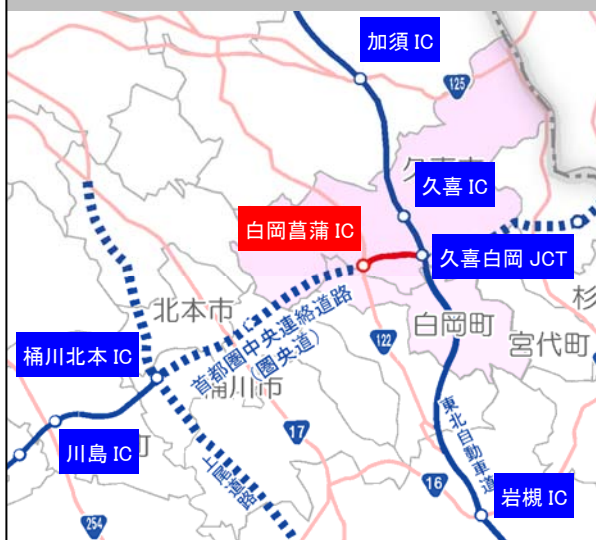 加須 IC
125
久喜市
久喜 IC
白岡菖蒲 IC
久喜白岡 JCT
杉
北本市
首都圏中央連絡道路
(圏央道)
122
白岡町
宮代町
桶川北本 IC
桶川市
川島 IC
町
上尾道路
17
東北自動車道
16
岩槻 IC
254